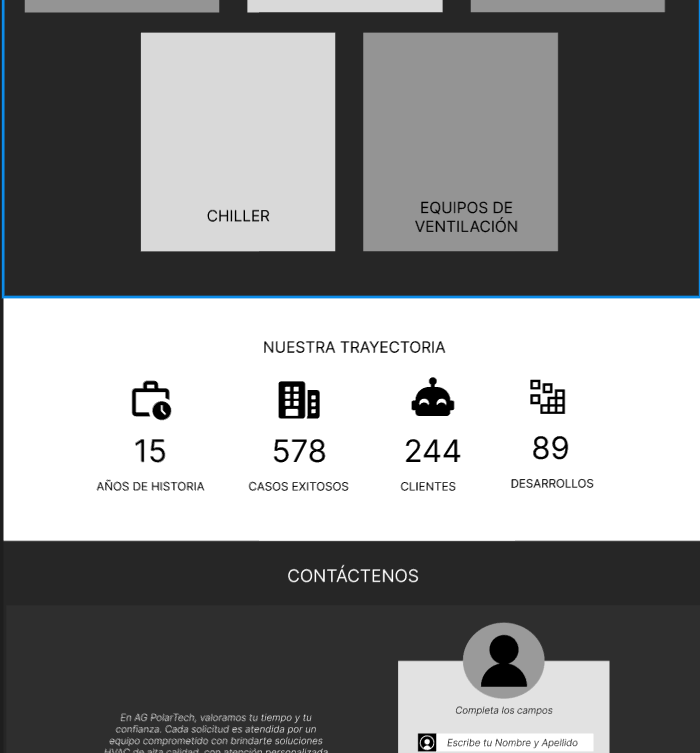 CHILLER
EQUIPOS DE
VENTILACIÓN
NUESTRA TRAYECTORIA
15
AÑOS DE HISTORIA
578
CASOS EXITOSOS
244
CLIENTES
89
DESARROLLOS
CONTÁCTENOS
En AG PolarTech, valoramos tu tiempo y tu
confianza. Cada solicitud es atendida por un
equipo comprometido con brindarte soluciones
HVAC de alta calidad, con atención personalizada
Completa los campos
Escribe tu Nombre y Apellido